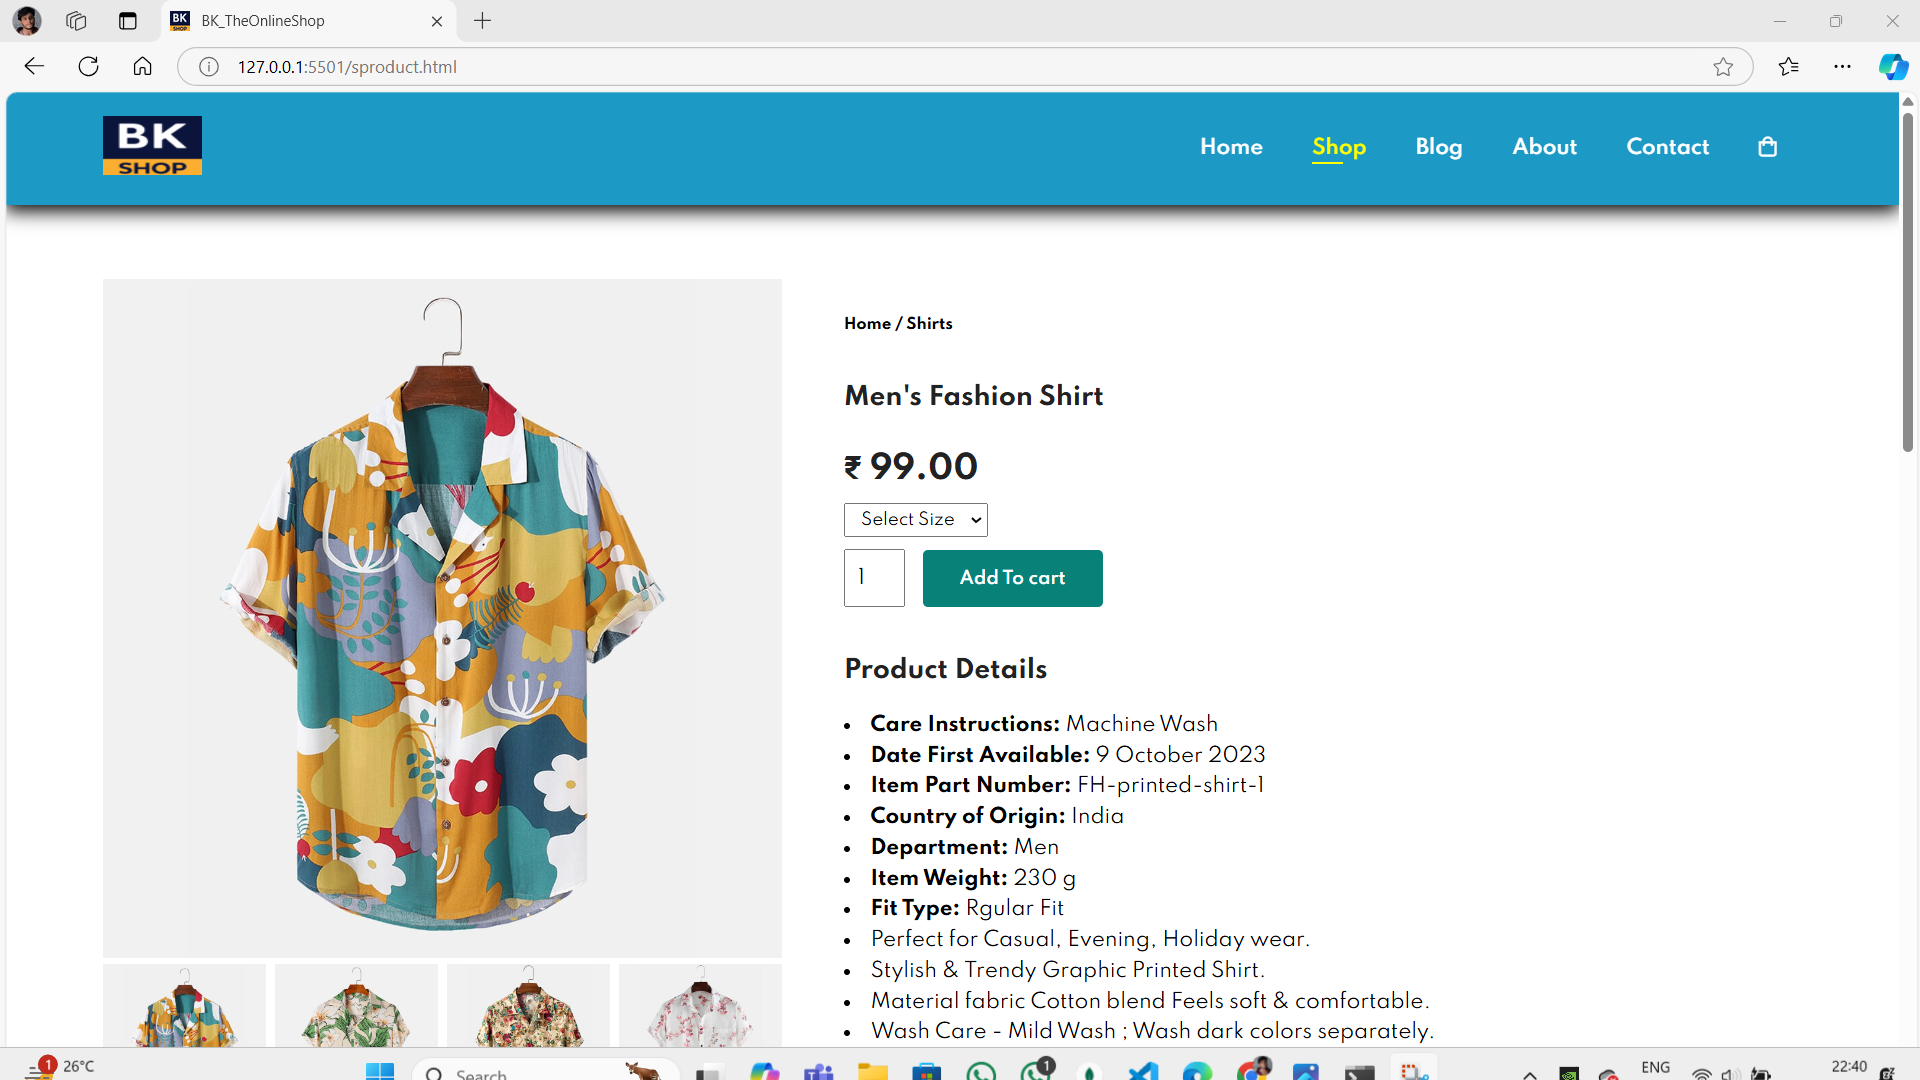 BK SHOP
BK_TheOnlineShop
127.0.0.1:5501/sproduct.html
BK
SHOP
Home Shop Blog About Contact
Home / Shirts
Men's Fashion Shirt
₹ 99.00
Select Size
1
Add To cart
Product Details
Care Instructions: Machine Wash
Date First Available: 9 October 2023
Item Part Number: FH-printed-shirt-1
Country of Origin: India
Department: Men
Item Weight: 230 g
Fit Type: Rgular Fit
Perfect for Casual, Evening, Holiday wear.
Stylish & Trendy Graphic Printed Shirt.
Material fabric Cotton blend Feels soft & comfortable.
Wash Care - Mild Wash ; Wash dark colors separately.
1
26°C
Search
1
ENG
22:40